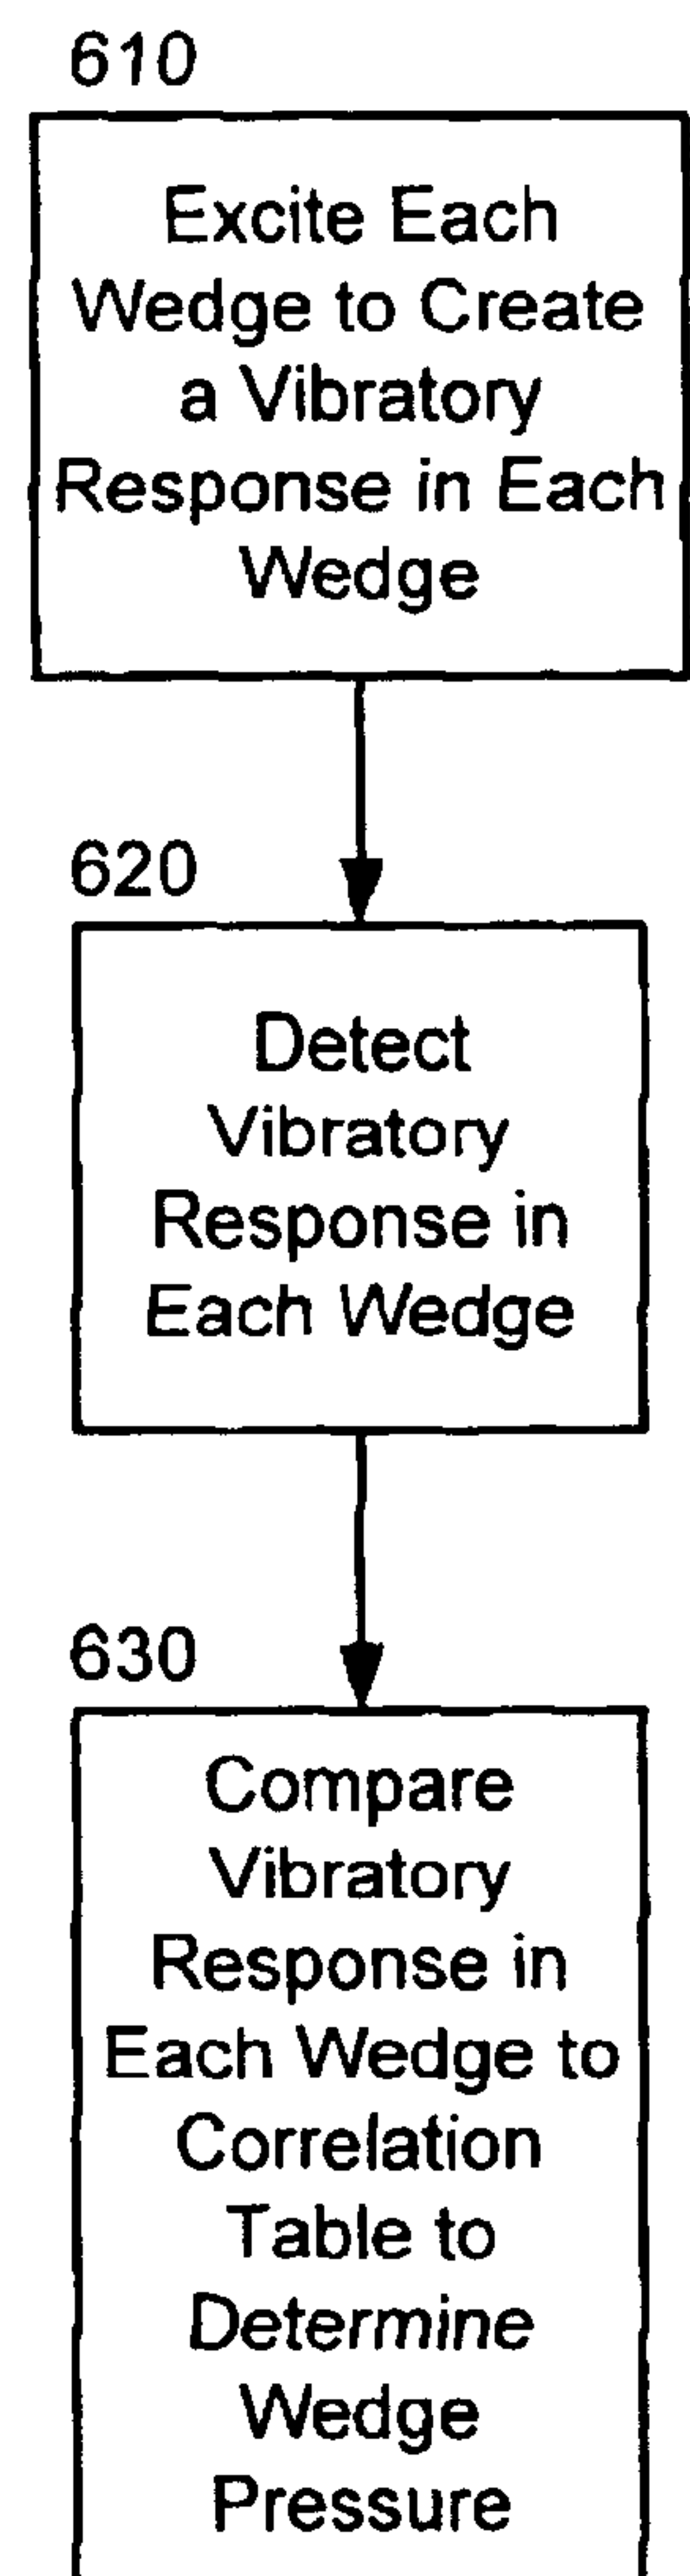 610
Excite Each
Wedge to Create
a Vibratory
Response in Each
Wedge
620
Detect
Vibratory
Response in
Each Wedge
630
Compare
Vibratory
Response in
Each Wedge to
Correlation
Table to
Determine
Wedge
Pressure